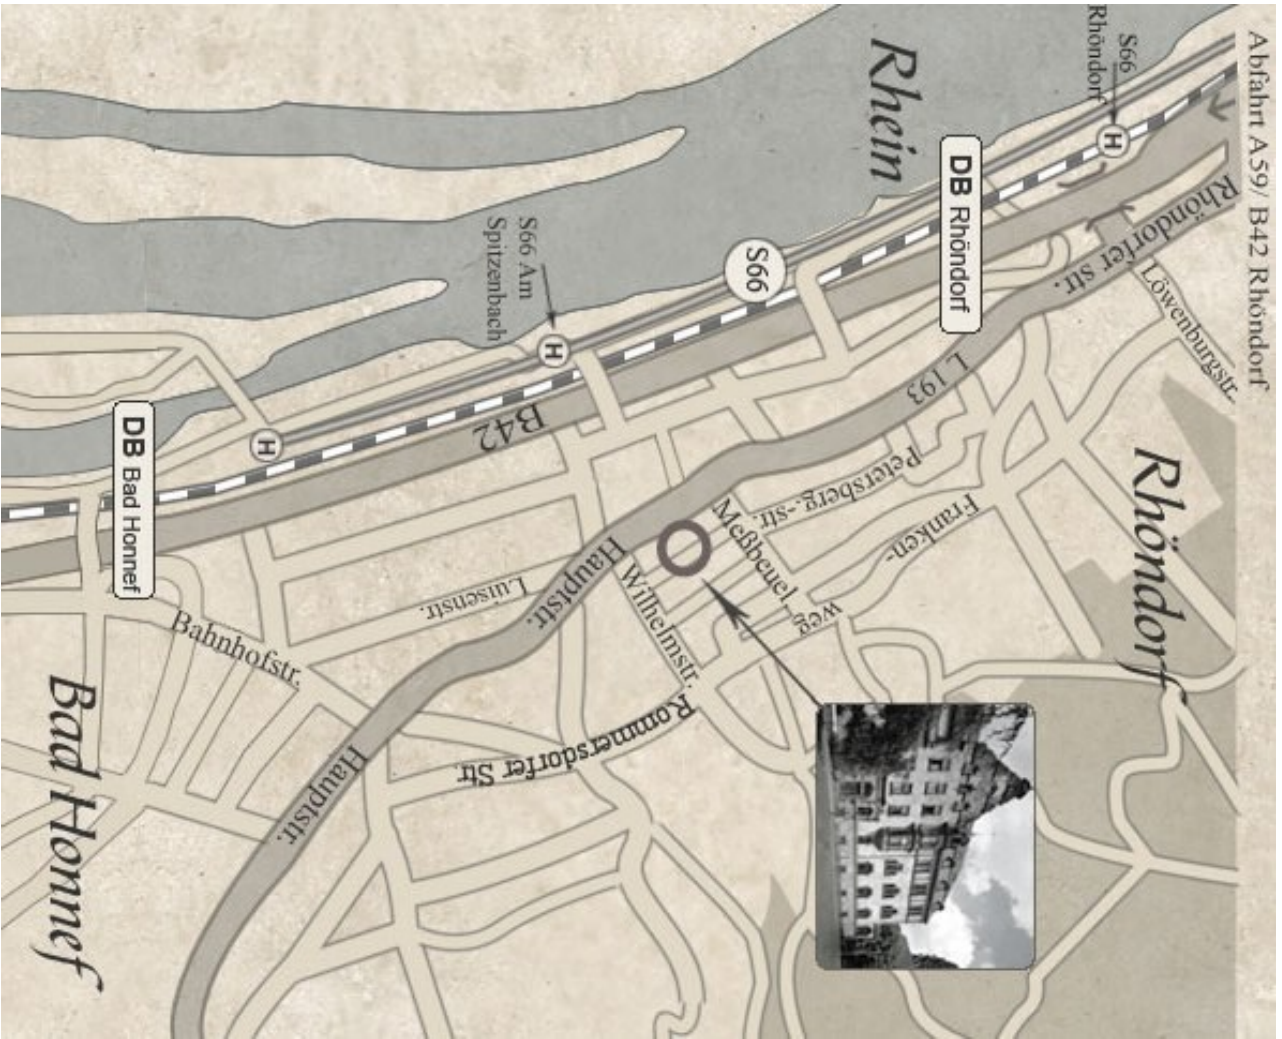 Abfahrt A59/ B42 Rhöndorf
S66
Rhöndorf
H
Rhöndorfer str.
Löwenburgstr.
Rhein
DB Rhöndorf
S66
L 193
Rhöndorf
S66 Am
Spitzenbach
H
B42
Petersberg.-str.
Franken-
weg
Meßbeuel
H
DB Bad Honnef
Hauptstr.
Wilhelmstr.
Luisenstr.
Bahnhofstr.
Rommersdorfer Str.
Hauptstr.
Bad Honnef